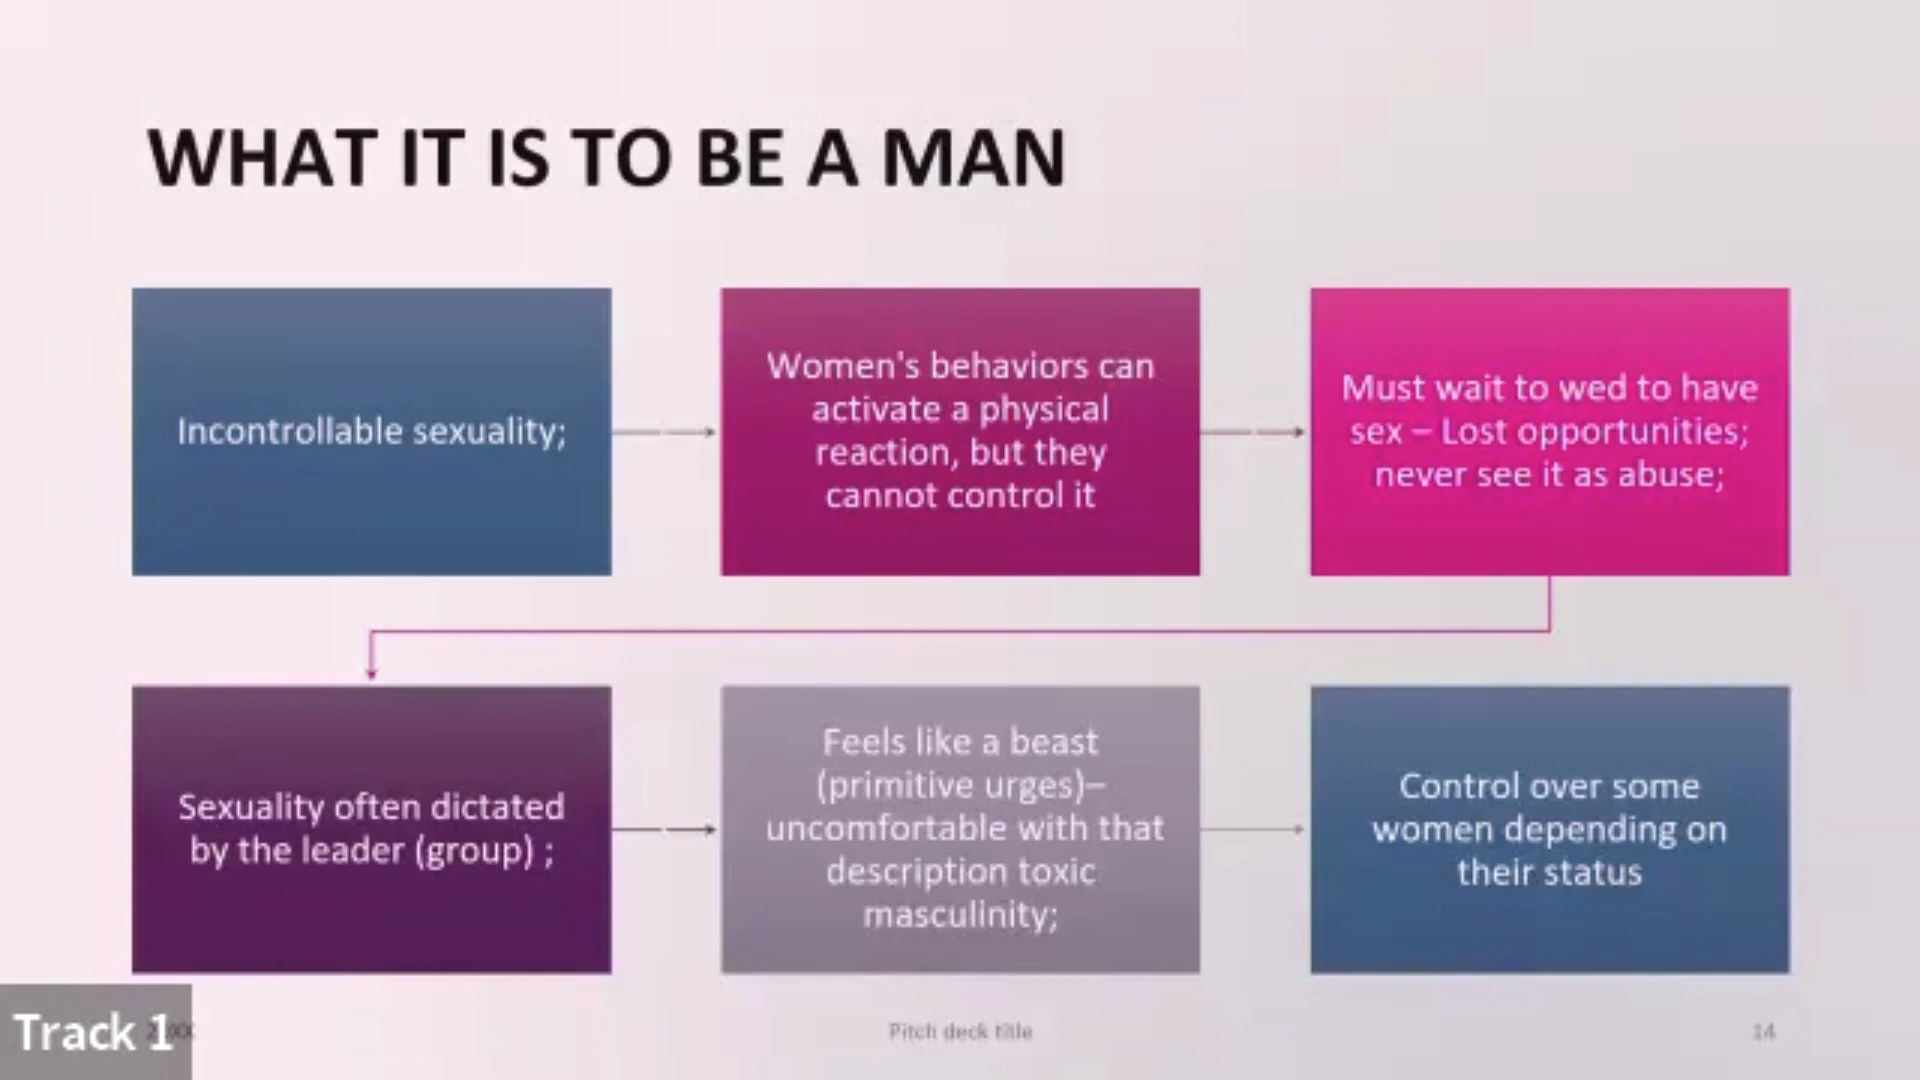 WHAT IT IS TO BE A MAN
Incontrollable sexuality;
Women's behaviors can
activate a physical
reaction, but they
cannot control it
Must wait to wed to have
sex – Lost opportunities;
never see it as abuse;
Sexuality often dictated
by the leader (group) ;
Feels like a beast
(primitive urges)–
uncomfortable with that
description toxic
masculinity;
Control over some
women depending on
their status
Track 1
Pitch deck title
14